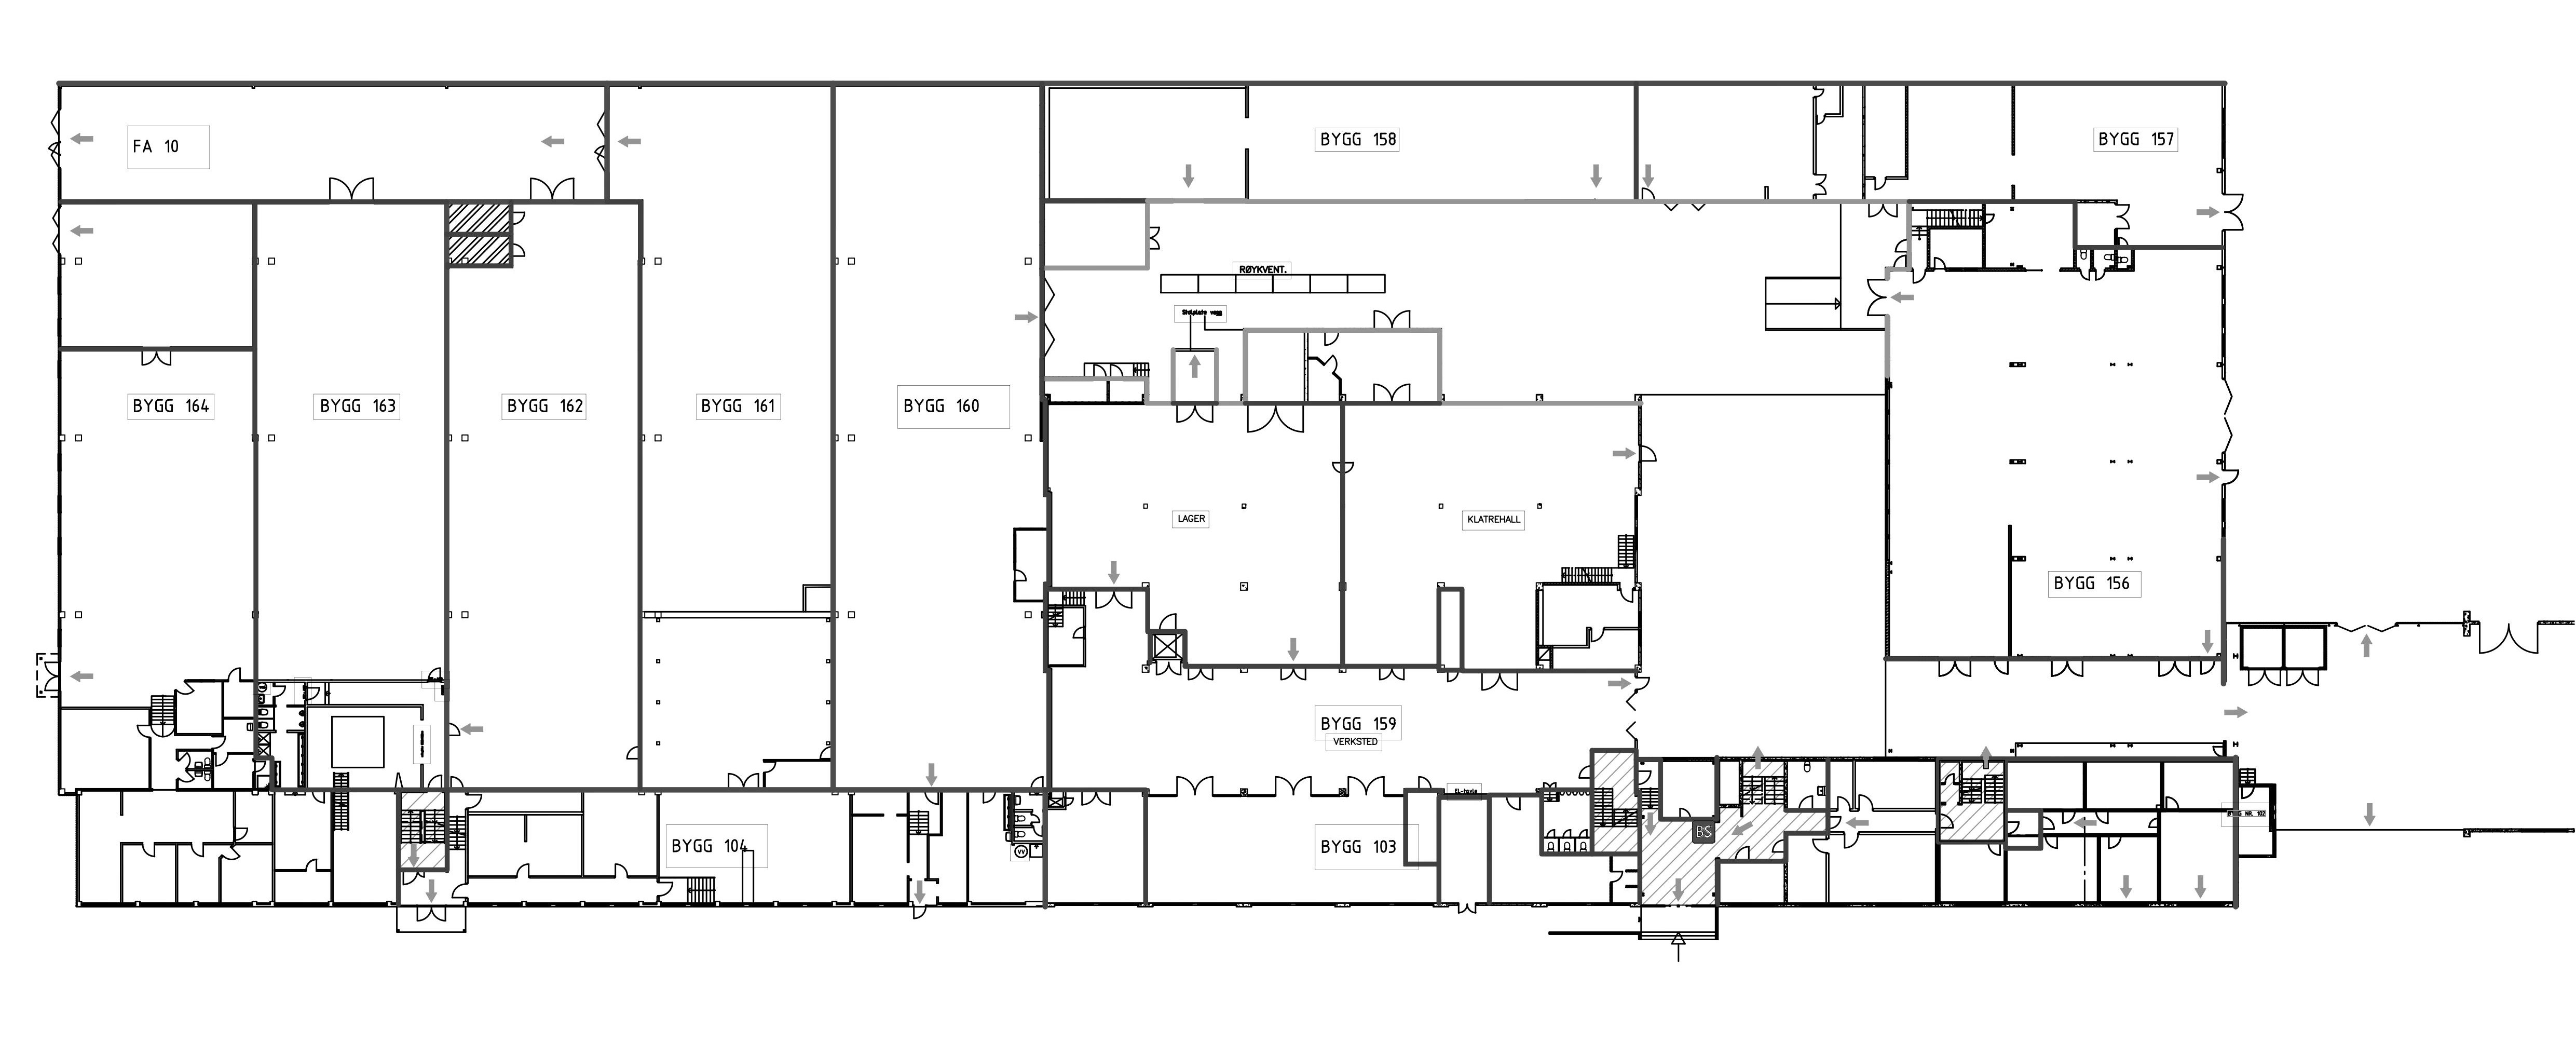 BYGG 158
BYGG 157
FA 10
RØYKVENT.
Stålplate vegg
BYGG 164
BYGG 163
BYGG 162
BYGG 161
BYGG 160
LAGER
KLATREHALL
BYGG 156
BYGG 159
VERKSTED
EL-tavle
BYGG NR. 102
BS
BYGG 104
BYGG 103
VV